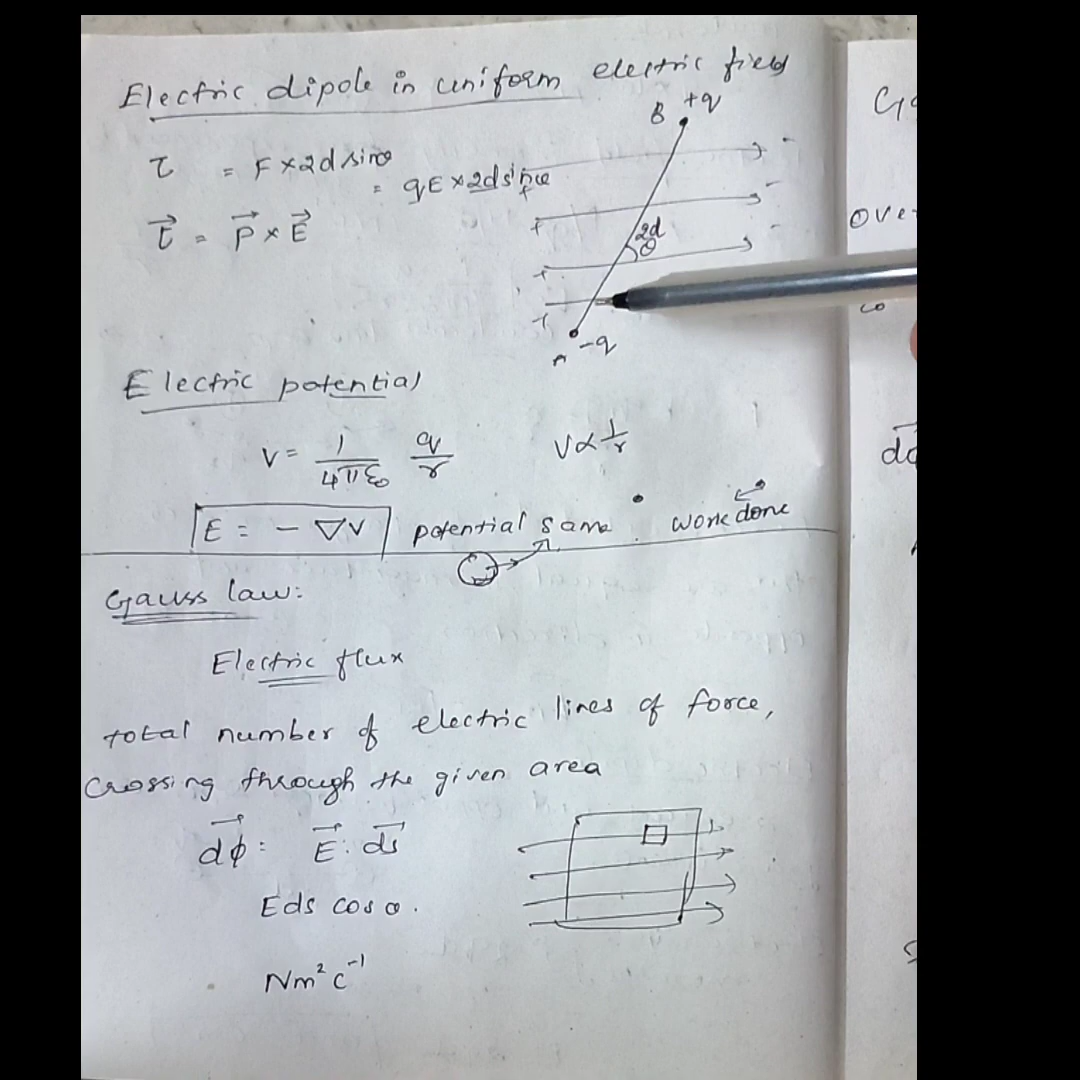 Electric dipole in uniform electric field
B +q
τ = F × 2d sinθ
= qE × 2d sinθ
τ⃗ = p⃗ × E⃗
2d
θ
A -q
Electric potential
V = 1/4πε₀ q/r V ∝ 1/r
E = - ∇V potential same work done
Gauss law:
Electric flux
total number of electric lines of force,
crossing through the given area
dϕ⃗ = E⃗ . ds⃗
Eds cos θ.
Nm² C⁻¹